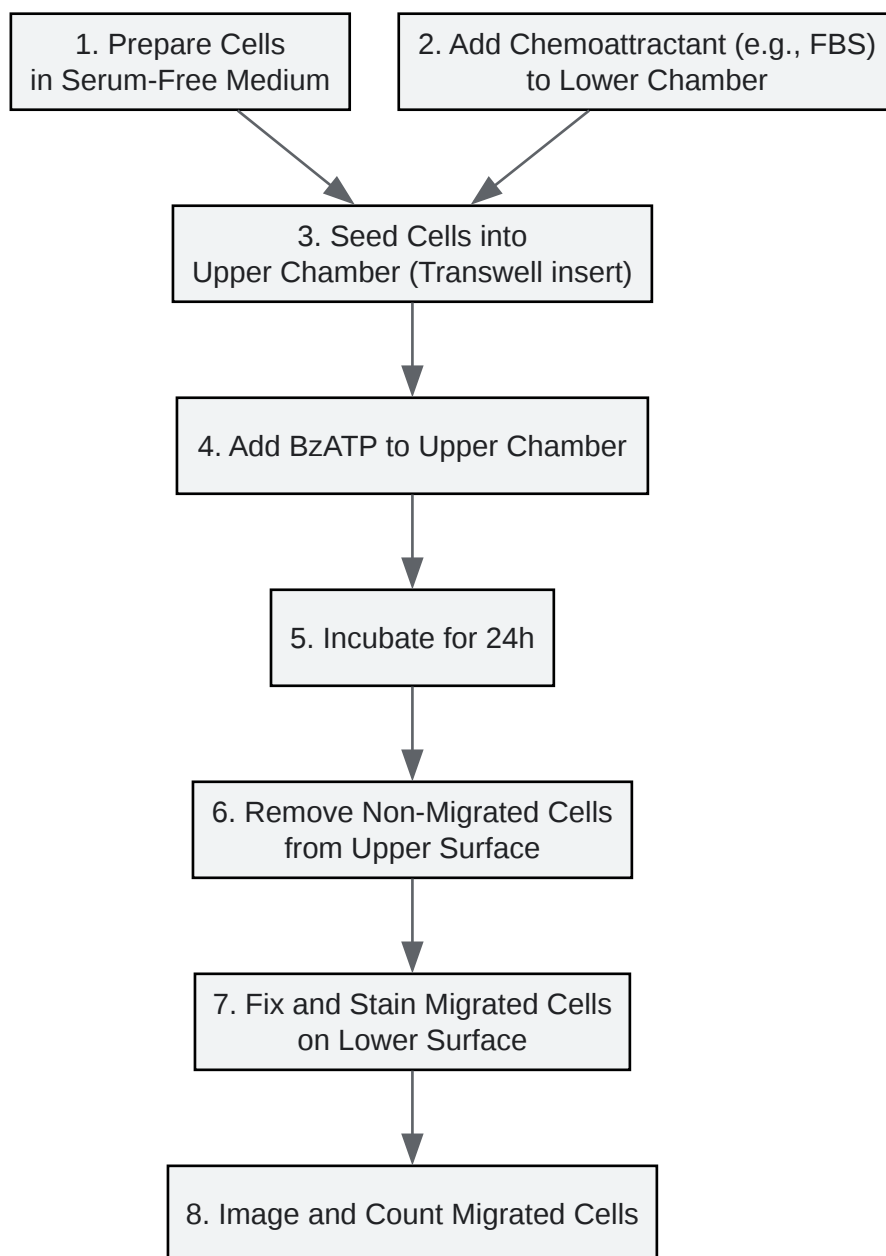 1. Prepare Cells
in Serum-Free Medium
2. Add Chemoattractant (e.g., FBS)
to Lower Chamber
3. Seed Cells into
Upper Chamber (Transwell insert)
4. Add BzATP to Upper Chamber
5. Incubate for 24h
6. Remove Non-Migrated Cells
from Upper Surface
7. Fix and Stain Migrated Cells
on Lower Surface
8. Image and Count Migrated Cells